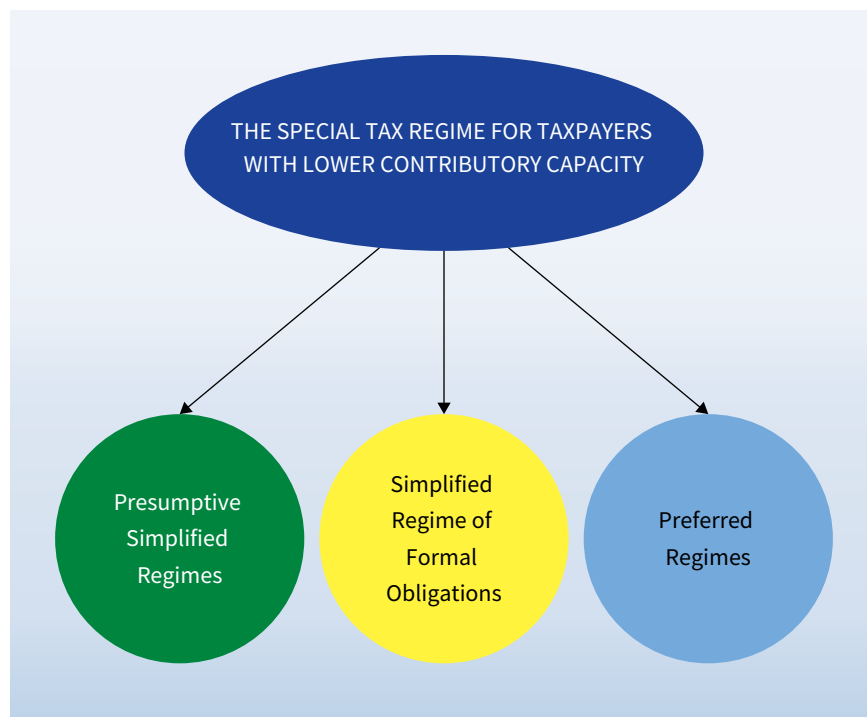 THE SPECIAL TAX REGIME FOR TAXPAYERS
WITH LOWER CONTRIBUTORY CAPACITY
Presumptive
Simplified
Regimes
Simplified
Regime of
Formal
Obligations
Preferred
Regimes